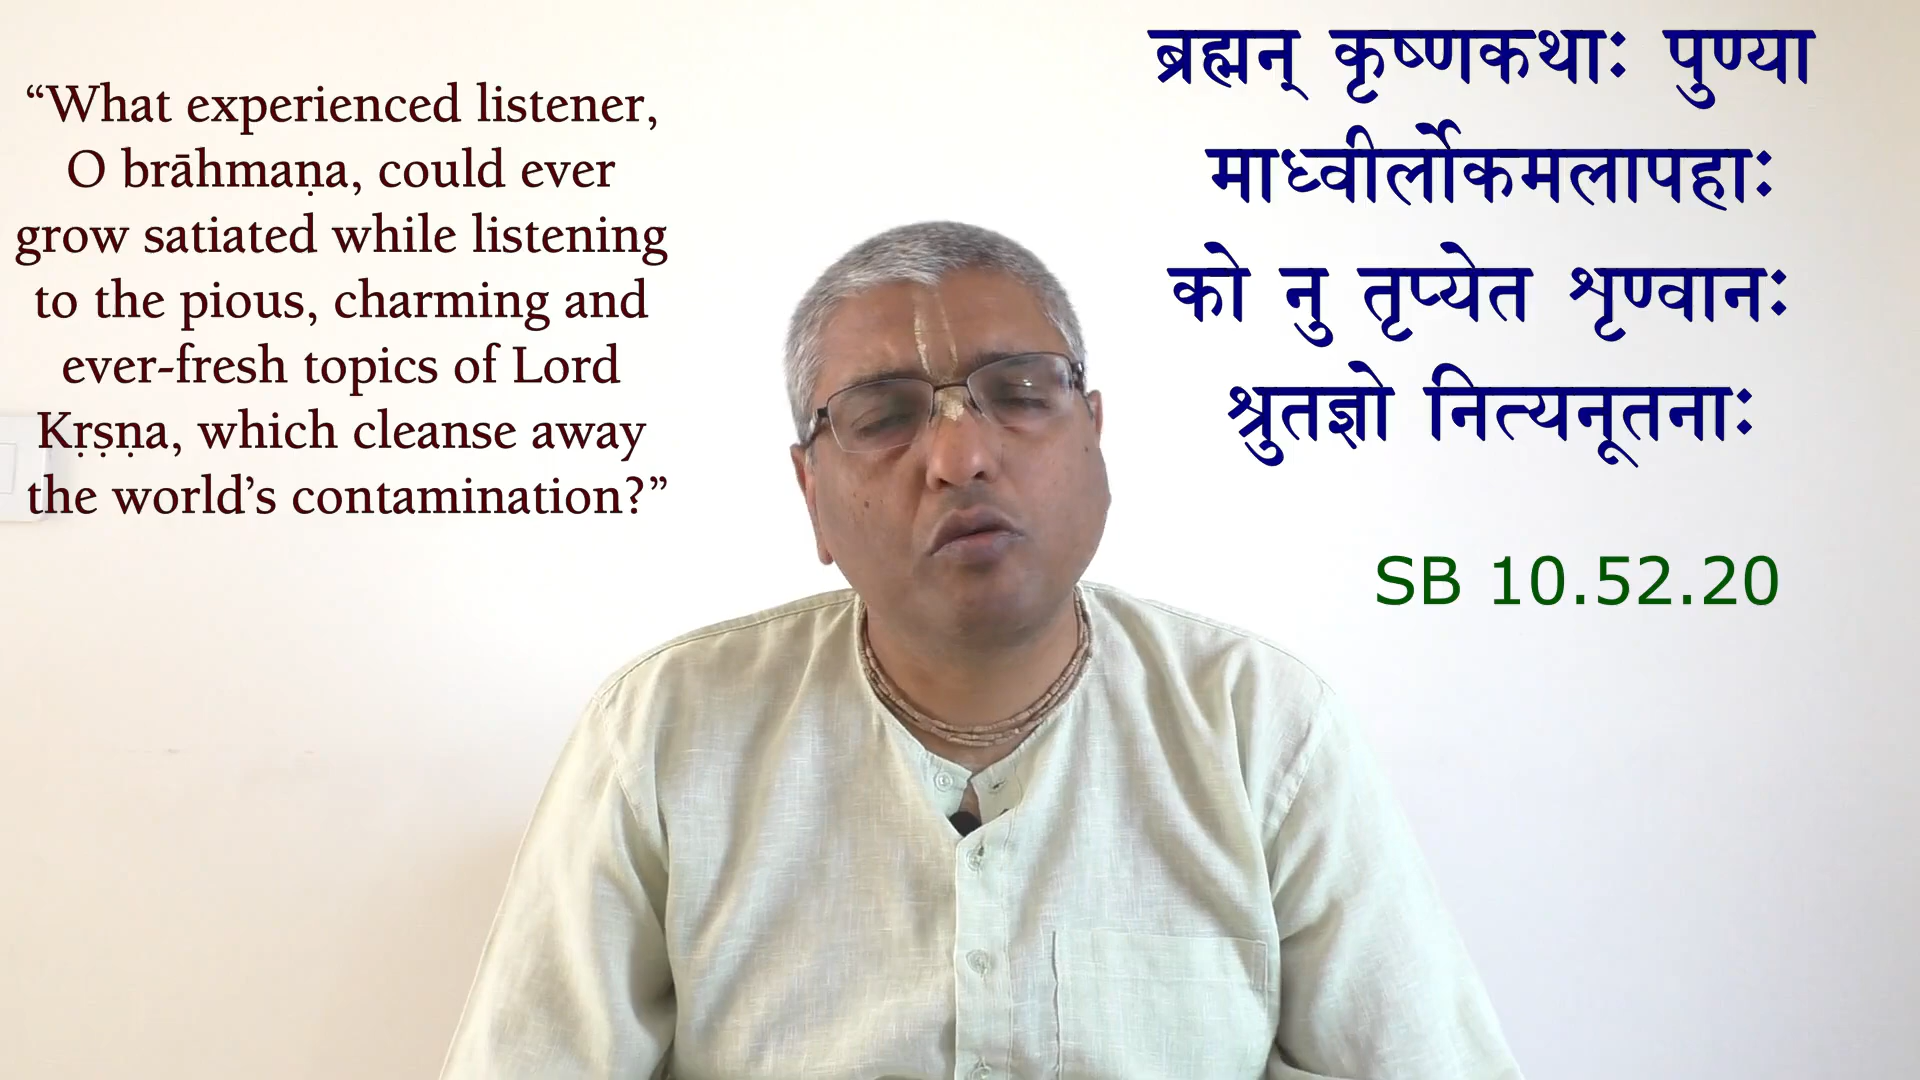 “What experienced listener,
O brāhmaṇa, could ever
grow satiated while listening
to the pious, charming and
ever-fresh topics of Lord
Kṛṣṇa, which cleanse away
the world’s contamination?”
ब्रह्मन् कृष्णकथाः पुण्या
माध्वीर्लोकमलापहाः
को नु तृप्येत शृण्वानः
श्रुतज्ञो नित्यनूतनाः
SB 10.52.20